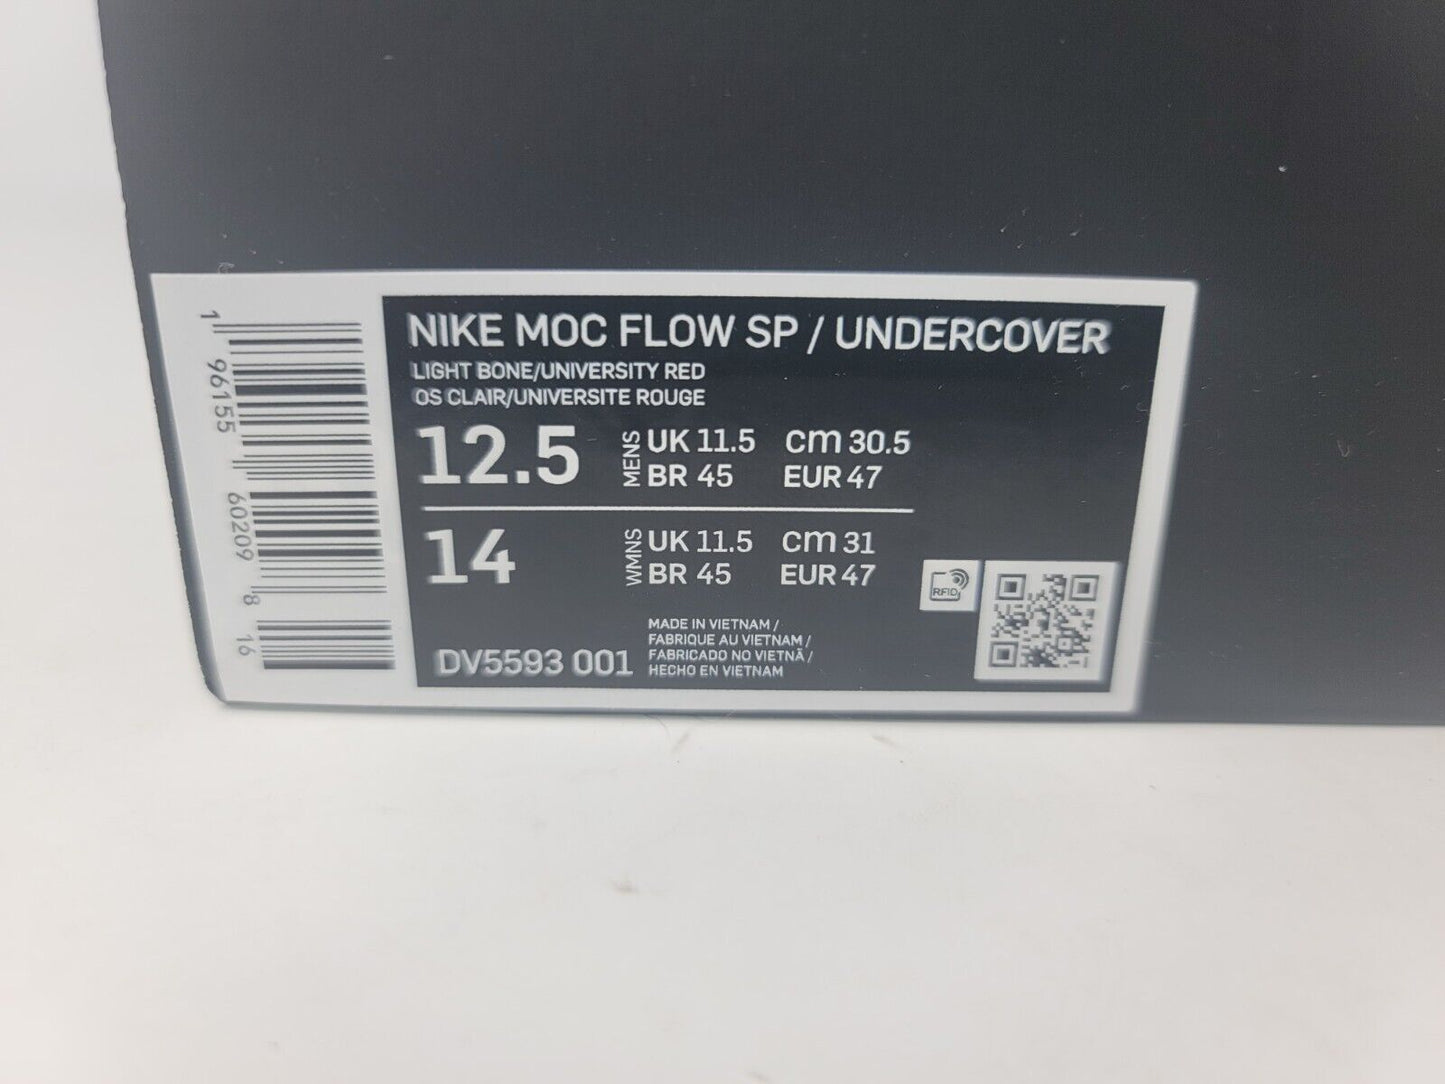 1 96155 60209 8 16
NIKE MOC FLOW SP / UNDERCOVER
LIGHT BONE/UNIVERSITY RED
OS CLAIR/UNIVERSITE ROUGE
12.5 MENS UK 11.5 cm 30.5
BR 45 EUR 47
14 WMNS UK 11.5 cm 31
BR 45 EUR 47
RFID
DV5593 001
MADE IN VIETNAM /
FABRIQUE AU VIETNAM /
FABRICADO NO VIETNÃ /
HECHO EN VIETNAM